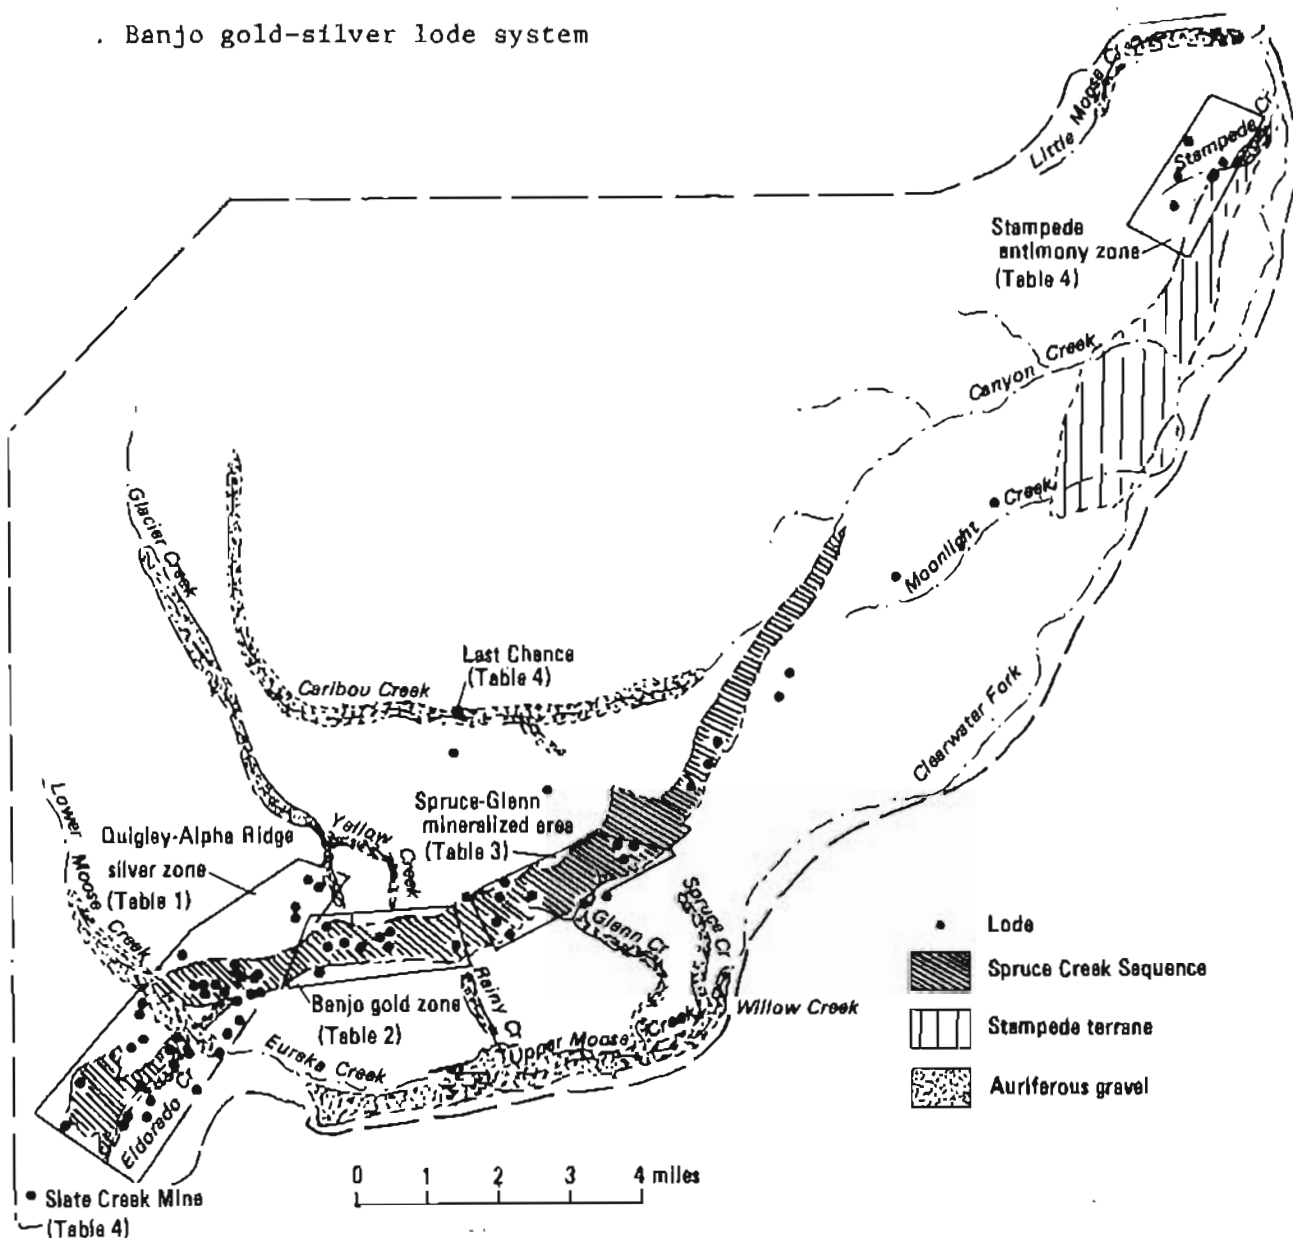 . Banjo gold-silver lode system
Little Moose Cr
Stampede Cr
Stampede
antimony zone
(Table 4)
Canyon Creek
Moonlight Creek
Glacier Creek
Last Chance
(Table 4)
Caribou Creek
Clearwater Fork
Lower Moose Creek
Quigley-Alpha Ridge
silver zone
(Table 1)
Yellow Creek
Spruce-Glenn
mineralized area
(Table 3)
Spruce Cr
Glenn Cr
Rainy Cr
Banjo gold zone
(Table 2)
Willow Creek
Upper Moose Creek
Eureka Creek
Eldorado Cr
Slate Creek Mine
(Table 4)
0 1 2 3 4 miles
Lode
Spruce Creek Sequence
Stampede terrane
Auriferous gravel